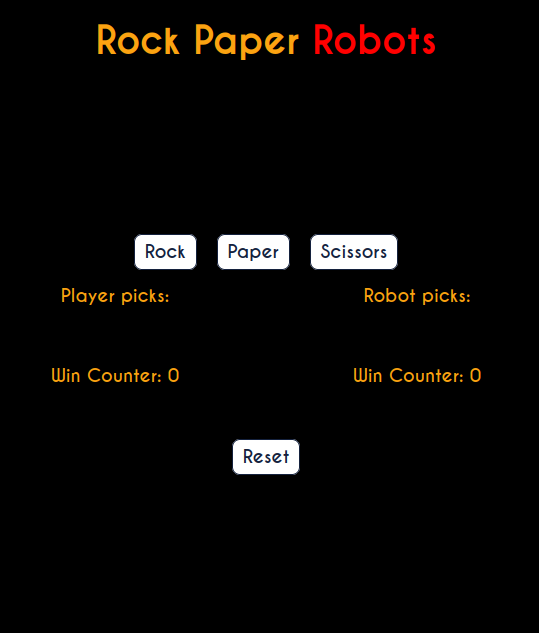 Rock Paper Robots
Rock Paper Scissors
Player picks: Robot picks:
Win Counter: 0 Win Counter: 0
Reset